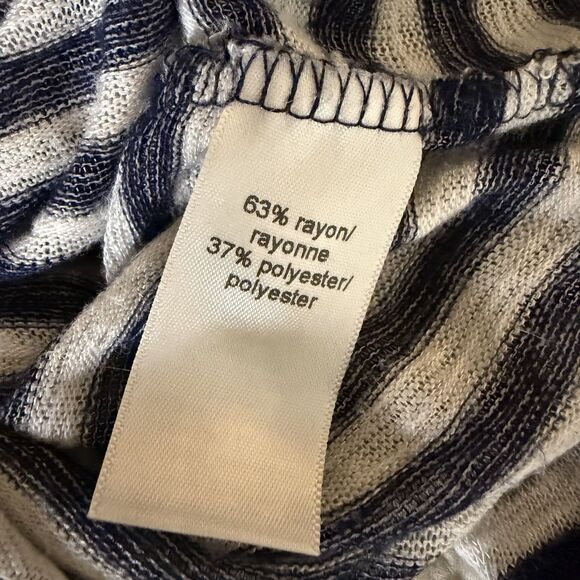 63% rayon/
rayonne
37% polyester/
polyester